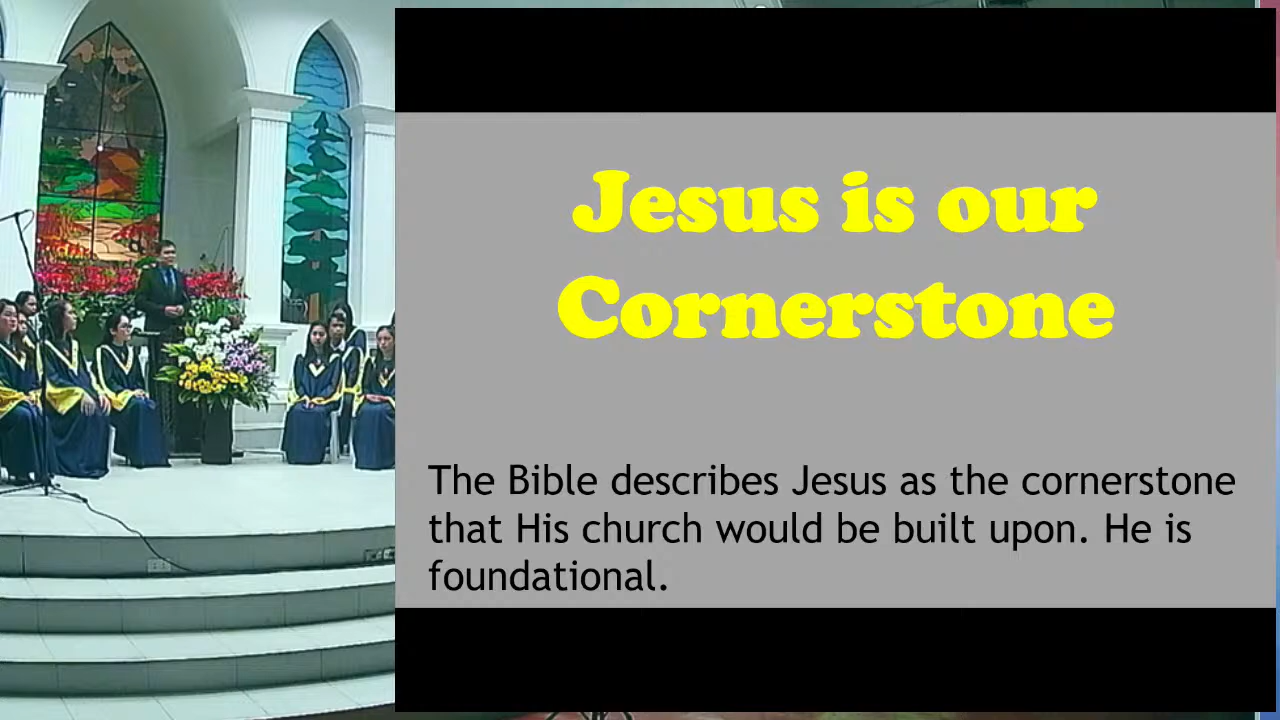 Jesus is our
Cornerstone
The Bible describes Jesus as the cornerstone
that His church would be built upon. He is
foundational.